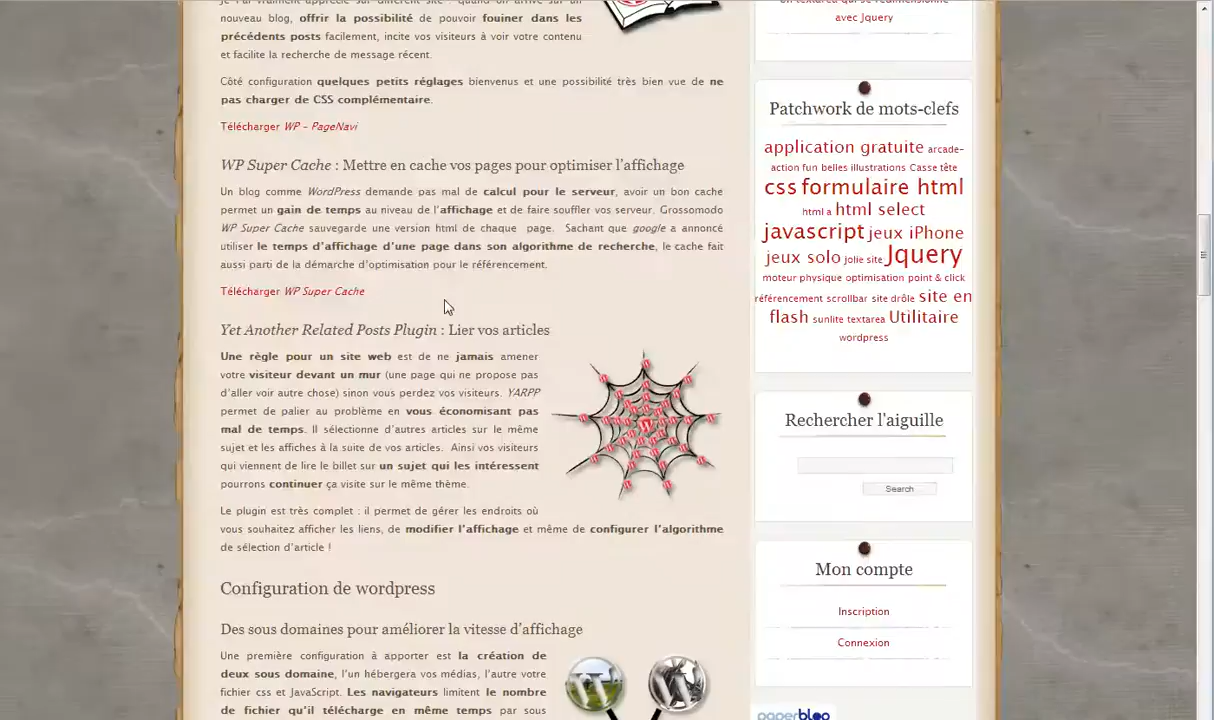 je l'ai vraiment apprécié sur différent site : quand on arrive sur un
nouveau blog, offrir la possibilité de pouvoir fouiner dans les
précédents posts facilement, incite vos visiteurs à voir votre contenu
et facilite la recherche de message récent.
Côté configuration quelques petits réglages bienvenus et une possibilité très bien vue de ne
pas charger de CSS complémentaire.
Télécharger WP - PageNavi
WP Super Cache : Mettre en cache vos pages pour optimiser l'affichage
Un blog comme WordPress demande pas mal de calcul pour le serveur, avoir un bon cache
permet un gain de temps au niveau de l'affichage et de faire souffler vos serveur. Grossomodo
WP Super Cache sauvegarde une version html de chaque page. Sachant que google a annoncé
utiliser le temps d'affichage d'une page dans son algorithme de recherche, le cache fait
aussi parti de la démarche d'optimisation pour le référencement.
Télécharger WP Super Cache
Yet Another Related Posts Plugin : Lier vos articles
Une règle pour un site web est de ne jamais amener
votre visiteur devant un mur (une page qui ne propose pas
d'aller voir autre chose) sinon vous perdez vos visiteurs. YARPP
permet de palier au problème en vous économisant pas
mal de temps. Il sélectionne d'autres articles sur le même
sujet et les affiches à la suite de vos articles. Ainsi vos visiteurs
qui viennent de lire le billet sur un sujet qui les intéressent
pourrons continuer ça visite sur le même thème.
Le plugin est très complet : il permet de gérer les endroits où
vous souhaitez afficher les liens, de modifier l'affichage et même de configurer l'algorithme
de sélection d'article !
Configuration de wordpress
Des sous domaines pour améliorer la vitesse d'affichage
Une première configuration à apporter est la création de
deux sous domaine, l'un hébergera vos médias, l'autre votre
fichier css et JavaScript. Les navigateurs limitent le nombre
de fichier qu'il télécharge en même temps par sous
Un textarea qui se redimensionne
avec Jquery
Patchwork de mots-clefs
application gratuite arcade-
action fun belles illustrations Casse tête
css formulaire html
html a html select
javascript jeux iPhone
jeux solo jolie site Jquery
moteur physique optimisation point & click
référencement scrollbar site drôle site en
flash sunlite textarea Utilitaire
wordpress
Rechercher l'aiguille
Search
Mon compte
Inscription
Connexion
paperblog